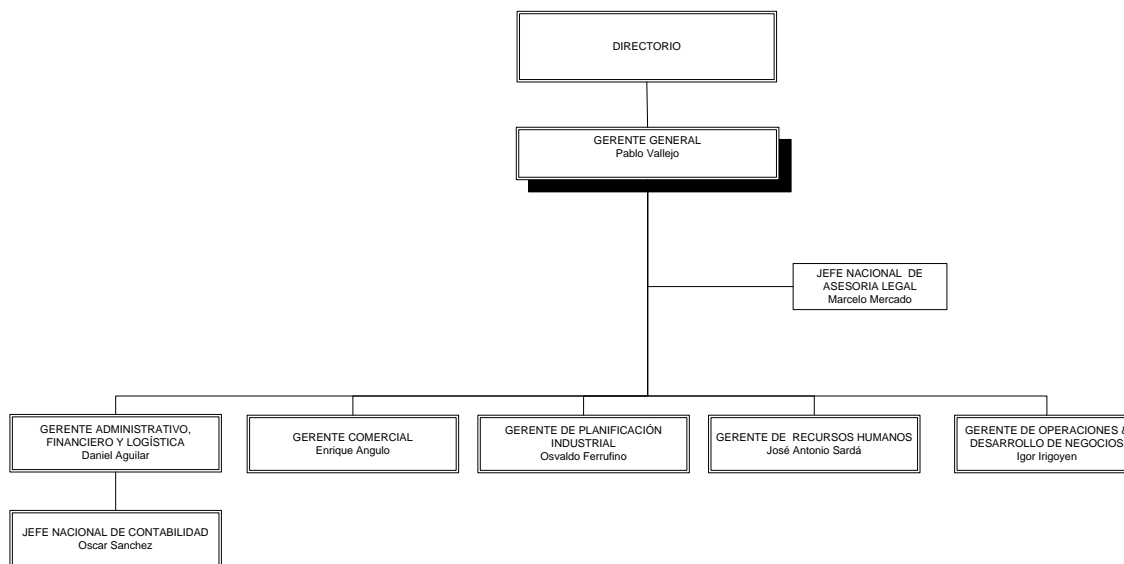 DIRECTORIO
GERENTE GENERAL
Pablo Vallejo
JEFE NACIONAL DE
ASESORIA LEGAL
Marcelo Mercado
GERENTE ADMINISTRATIVO,
FINANCIERO Y LOGÍSTICA
Daniel Aguilar
GERENTE COMERCIAL
Enrique Angulo
GERENTE DE PLANIFICACIÓN
INDUSTRIAL
Osvaldo Ferrufino
GERENTE DE RECURSOS HUMANOS
José Antonio Sardá
GERENTE DE OPERACIONES &
DESARROLLO DE NEGOCIOS
Igor Irigoyen
JEFE NACIONAL DE CONTABILIDAD
Oscar Sanchez